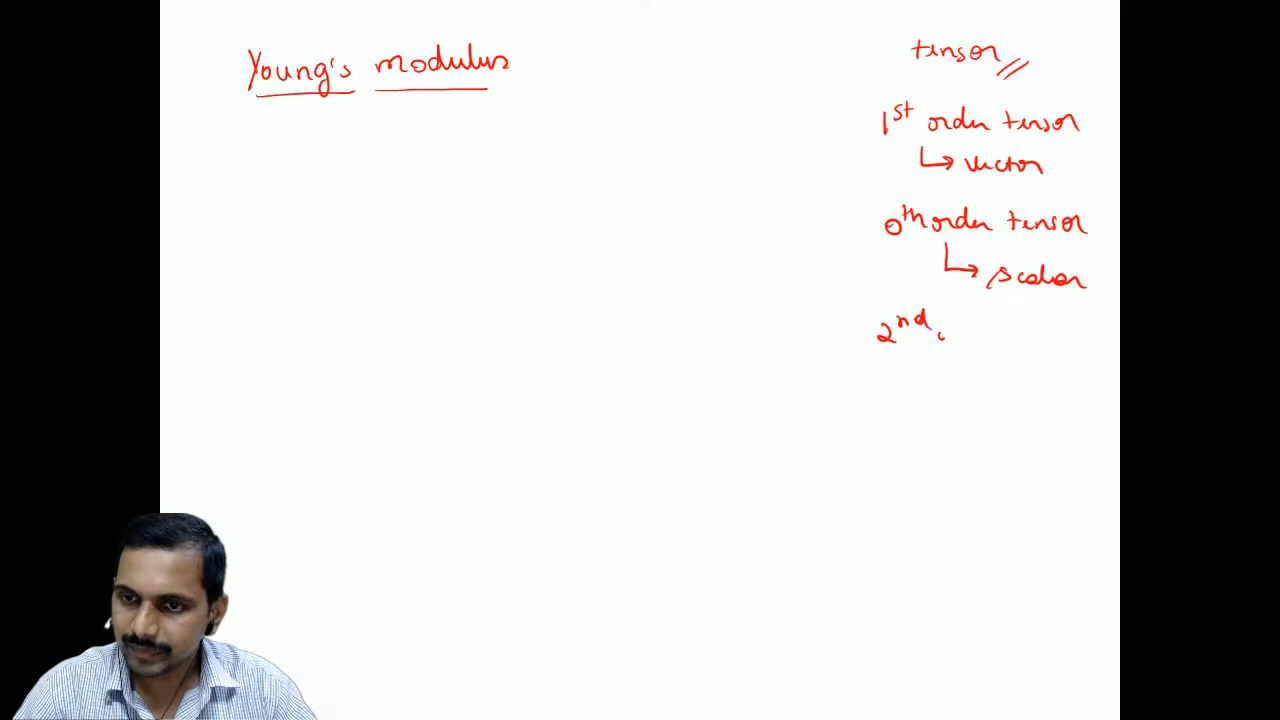 Young's modulus
tensor
1st order tensor
↳ vector
0th order tensor
↳ scalar
2nd